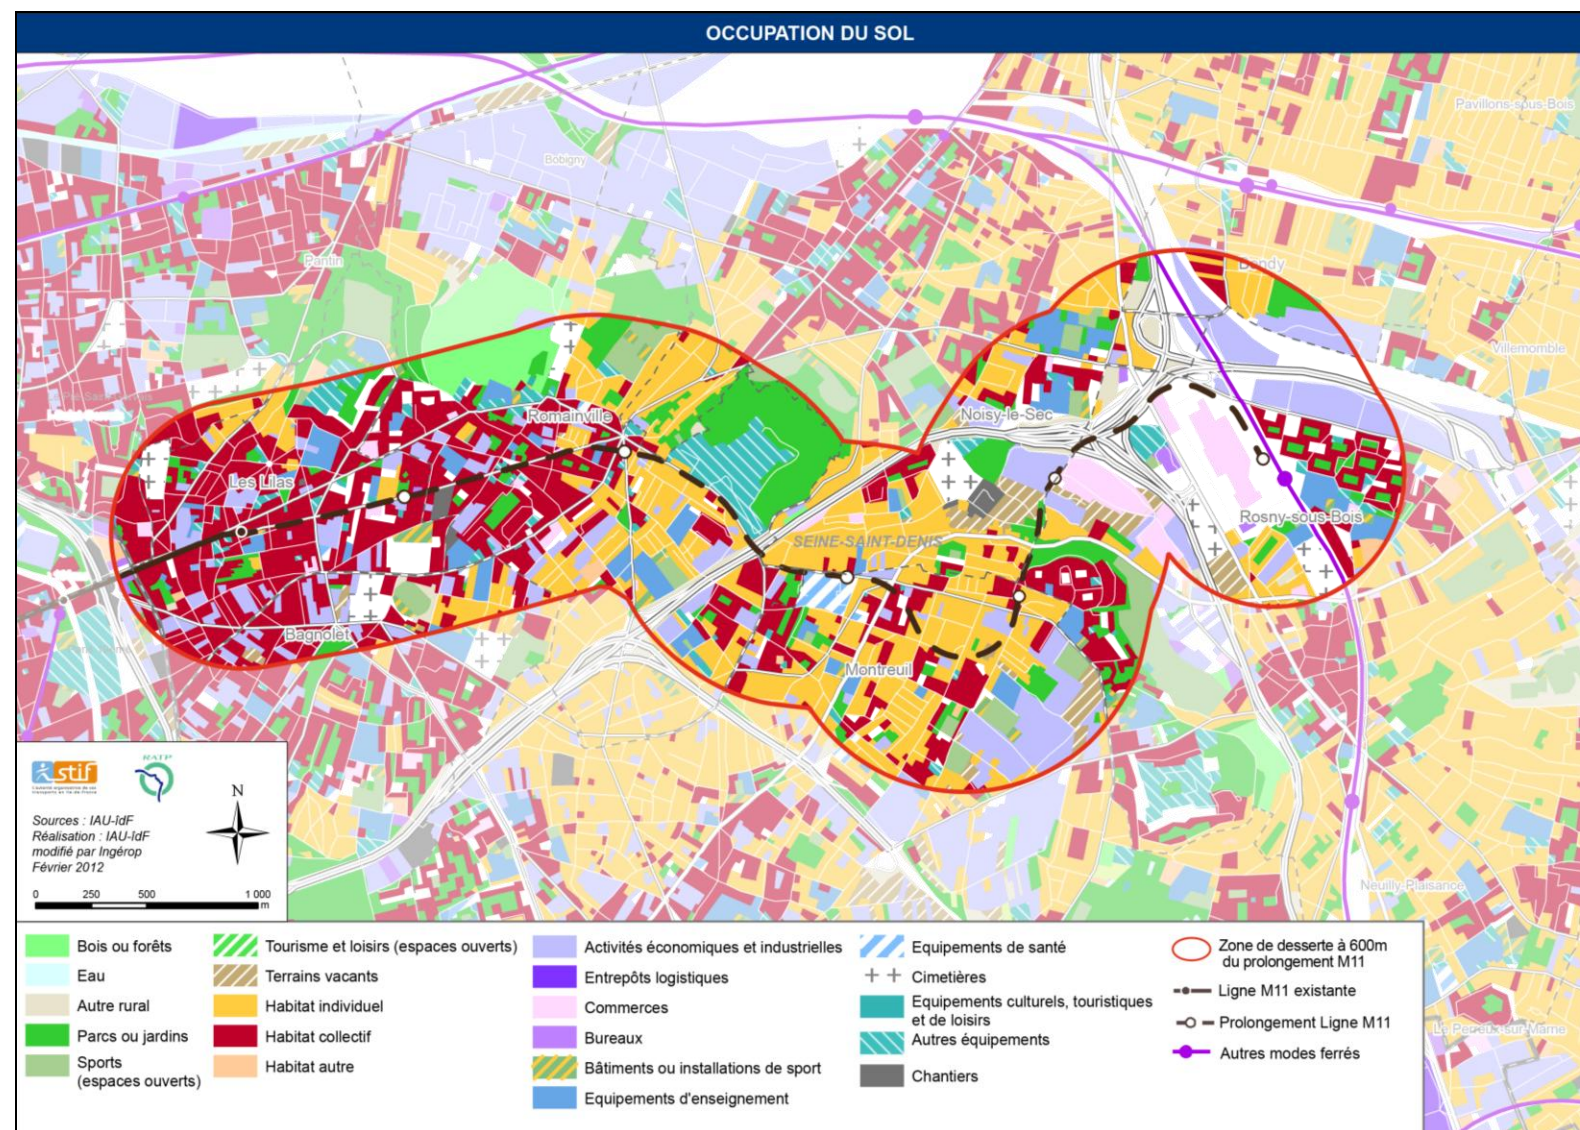 OCCUPATION DU SOL
Pavillons-sous-Bois
Bobigny
Pantin
Bondy
Villemomble
Romainville
Noisy-le-Sec
Les Lilas
Rosny-sous-Bois
SEINE-SAINT-DENIS
Bagnolet
Montreuil
Neuilly-Plaisance
Le Perreux-sur-Marne
stif
RATP
N
Sources : IAU-îdF
Réalisation : IAU-îdF
modifié par Ingérop
Février 2012
0 250 500 1 000
m
Bois ou forêts
Eau
Autre rural
Parcs ou jardins
Sports
(espaces ouverts)
Tourisme et loisirs (espaces ouverts)
Terrains vacants
Habitat individuel
Habitat collectif
Habitat autre
Activités économiques et industrielles
Entrepôts logistiques
Commerces
Bureaux
Bâtiments ou installations de sport
Equipements d'enseignement
Equipements de santé
Cimetières
Equipements culturels, touristiques
et de loisirs
Autres équipements
Chantiers
Zone de desserte à 600m
du prolongement M11
Ligne M11 existante
Prolongement Ligne M11
Autres modes ferrés